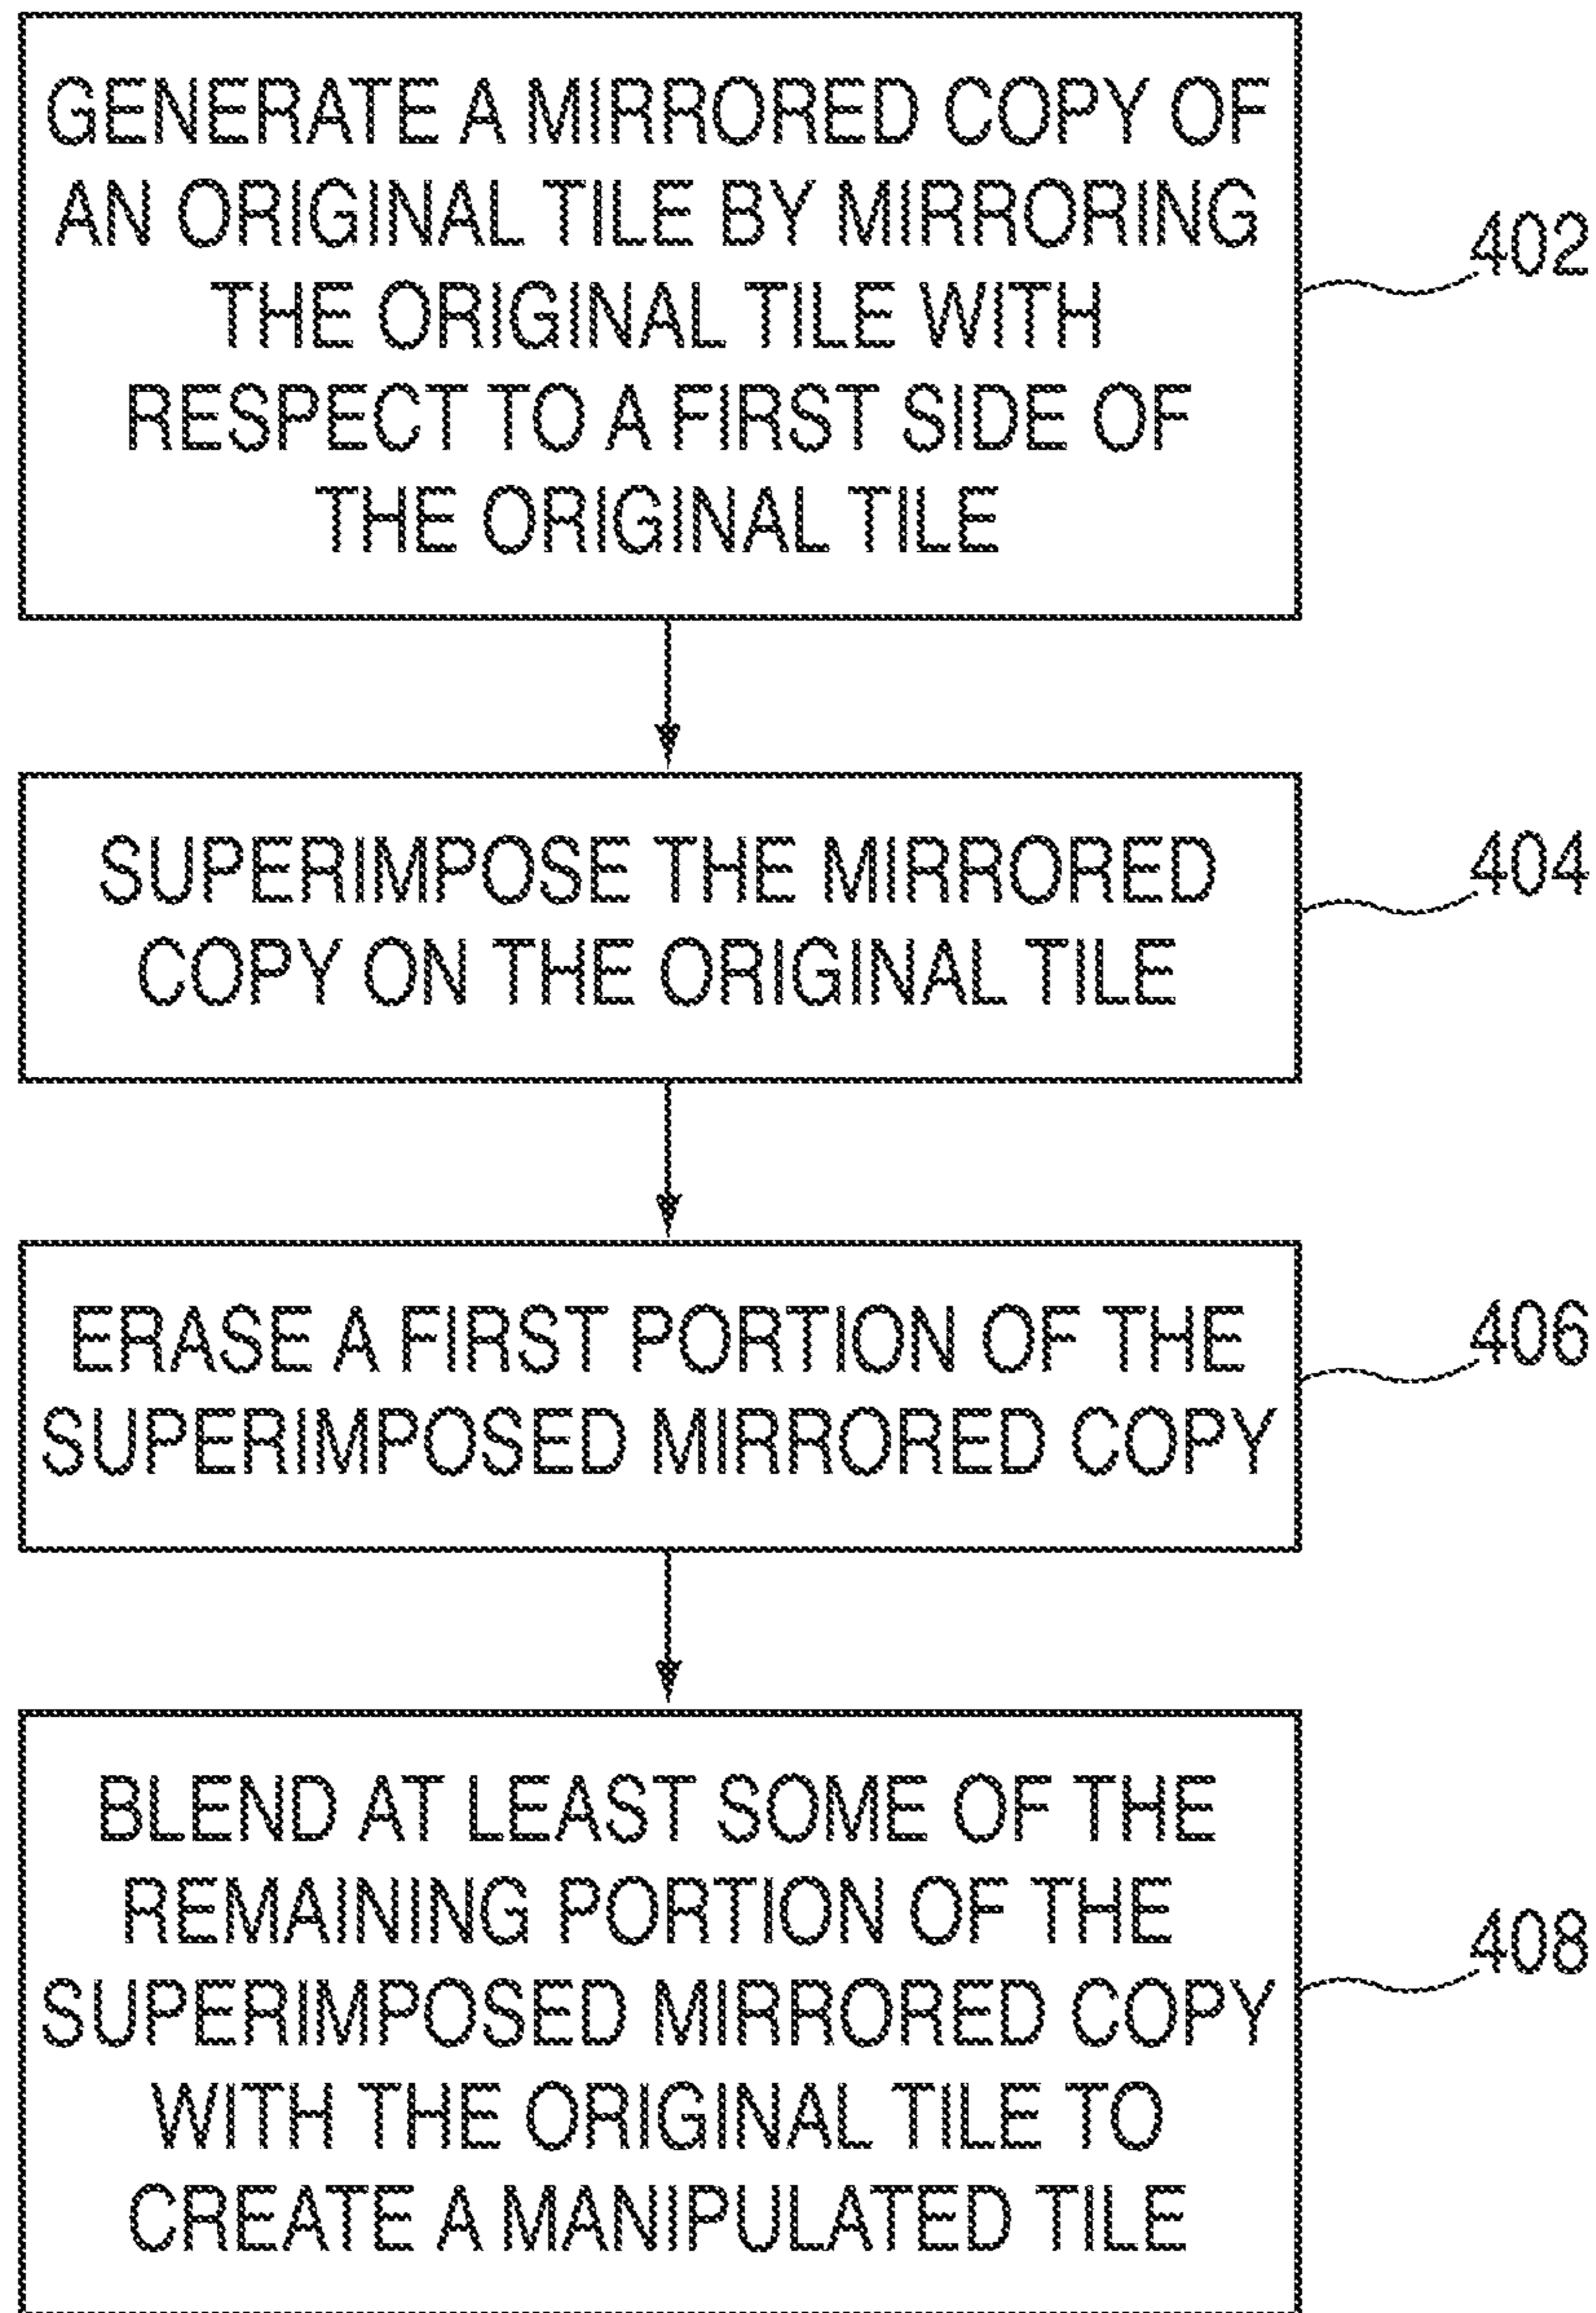 GENERATE A MIRRORED COPY OF
AN ORIGINAL TILE BY MIRRORING
THE ORIGINAL TILE WITH
RESPECT TO A FIRST SIDE OF
THE ORIGINAL TILE
402
SUPERIMPOSE THE MIRRORED
COPY ON THE ORIGINAL TILE
404
ERASE A FIRST PORTION OF THE
SUPERIMPOSED MIRRORED COPY
406
BLEND AT LEAST SOME OF THE
REMAINING PORTION OF THE
SUPERIMPOSED MIRRORED COPY
WITH THE ORIGINAL TILE TO
CREATE A MANIPULATED TILE
408